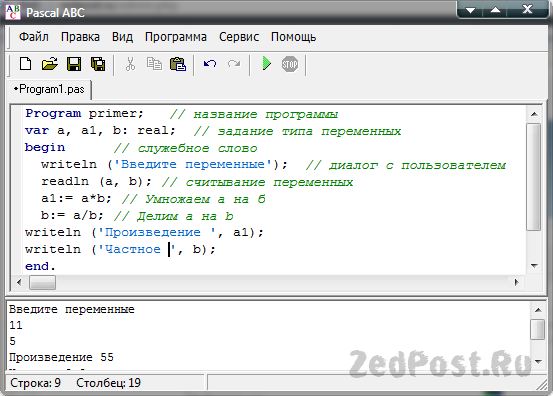 Pascal ABC
Файл Правка Вид Программа Сервис Помощь
STOP
•Program1.pas
Program primer; // название программы
var a, a1, b: real; // задание типа переменных
begin // служебное слово
writeln ('Введите переменные'); // диалог с пользователем
readln (a, b); // считывание переменных
a1:= a*b; // Умножаем а на б
b:= a/b; // Делим а на b
writeln ('Произведение ', a1);
writeln ('Частное ', b);
end.
Введите переменные
11
5
Произведение 55
ZedPost.Ru
Строка: 9 Столбец: 19